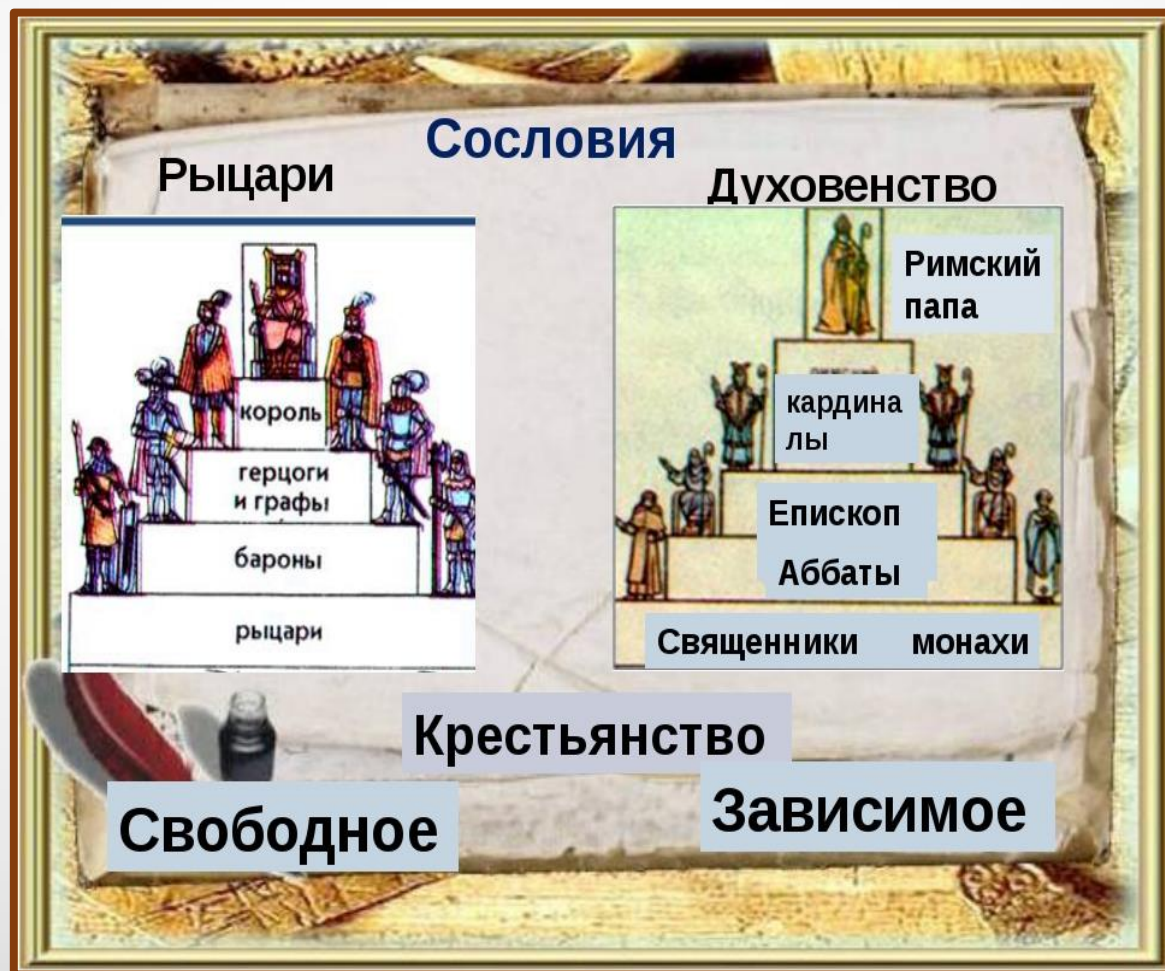 Сословия
Рыцари
король
герцоги
и графы
бароны
рыцари
Духовенство
Римский
папа
кардина
лы
Епископ
Аббаты
Священники монахи
Крестьянство
Свободное
Зависимое